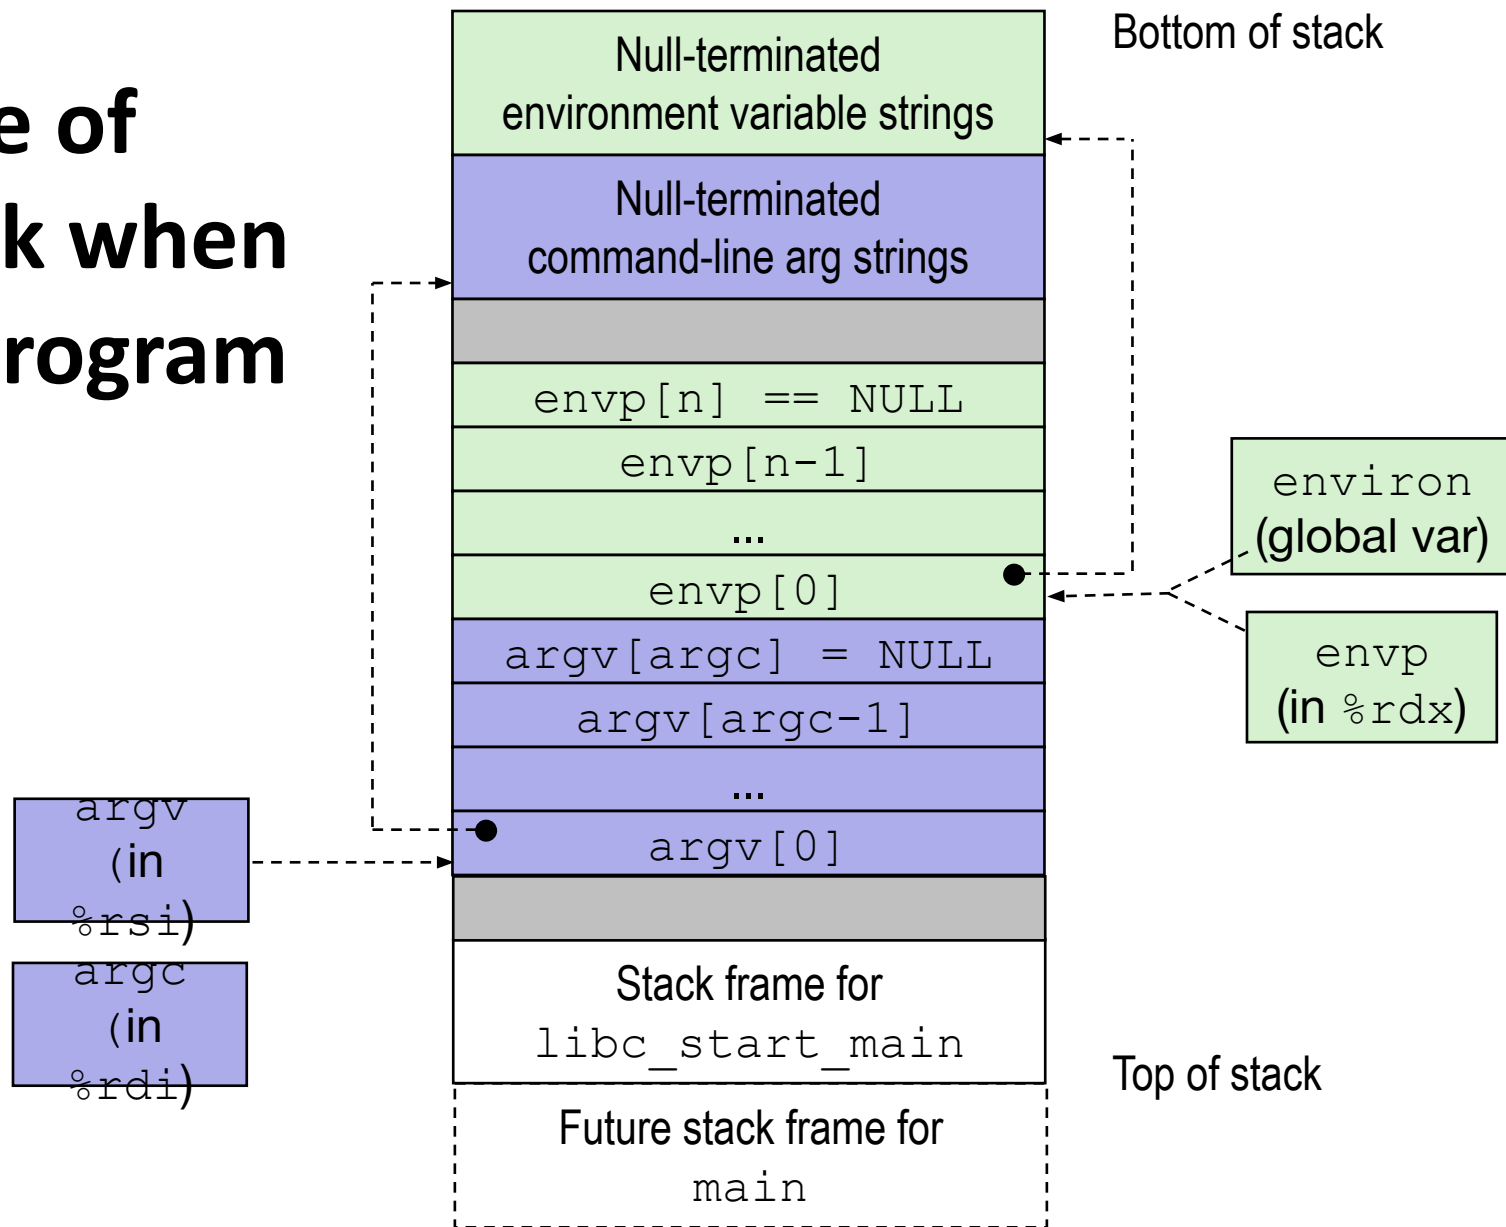 e of
k when
rogram
Bottom of stack
Null-terminated
environment variable strings
Null-terminated
command-line arg strings
envp[n] == NULL
envp[n-1]
...
envp[0]
argv[argc] = NULL
argv[argc-1]
...
argv[0]
environ
(global var)
envp
(in %rdx)
argv
(in
%rsi)
argc
(in
%rdi)
Stack frame for
libc_start_main
Top of stack
Future stack frame for
main